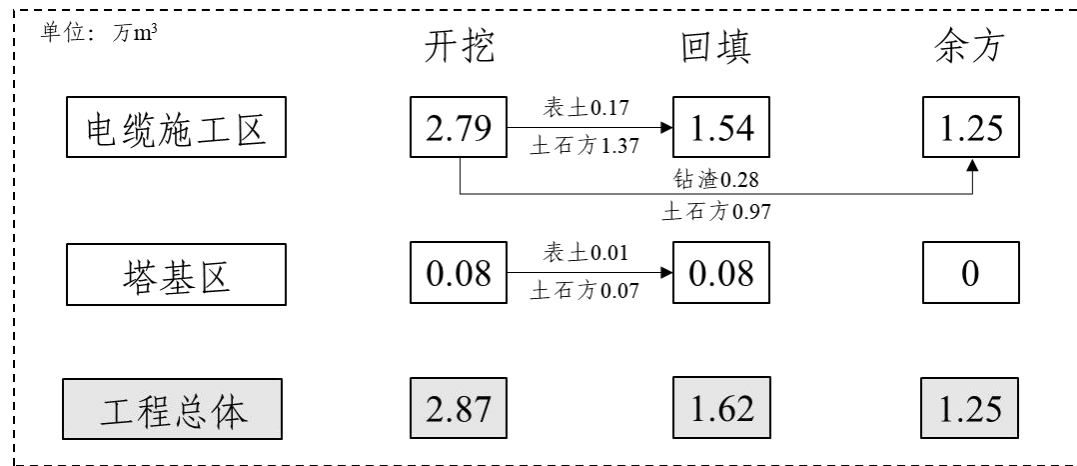 单位：万m³
开挖 回填 余方
电缆施工区 2.79 表土0.17 1.54 1.25
土石方1.37
钻渣0.28
土石方0.97
塔基区 0.08 表土0.01 0.08 0
土石方0.07
工程总体 2.87 1.62 1.25